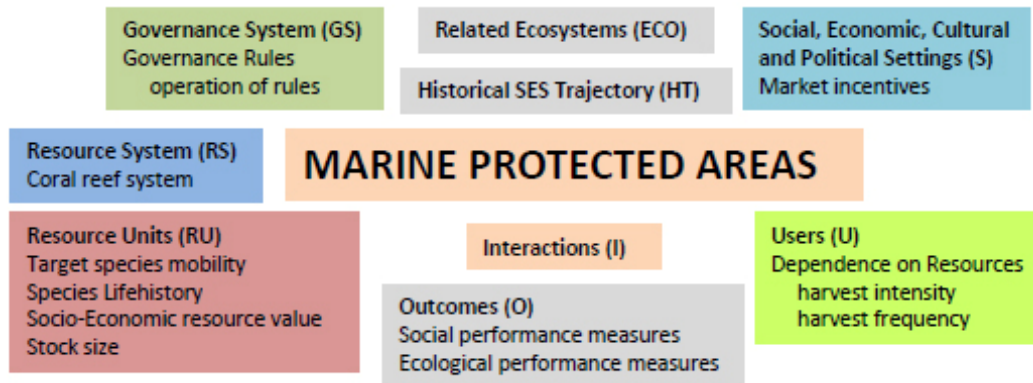 Governance System (GS)
Governance Rules
operation of rules
Related Ecosystems (ECO)
Historical SES Trajectory (HT)
Social, Economic, Cultural
and Political Settings (S)
Market incentives
Resource System (RS)
Coral reef system
MARINE PROTECTED AREAS
Resource Units (RU)
Target species mobility
Species Lifehistory
Socio-Economic resource value
Stock size
Interactions (I)
Outcomes (O)
Social performance measures
Ecological performance measures
Users (U)
Dependence on Resources
harvest intensity
harvest frequency